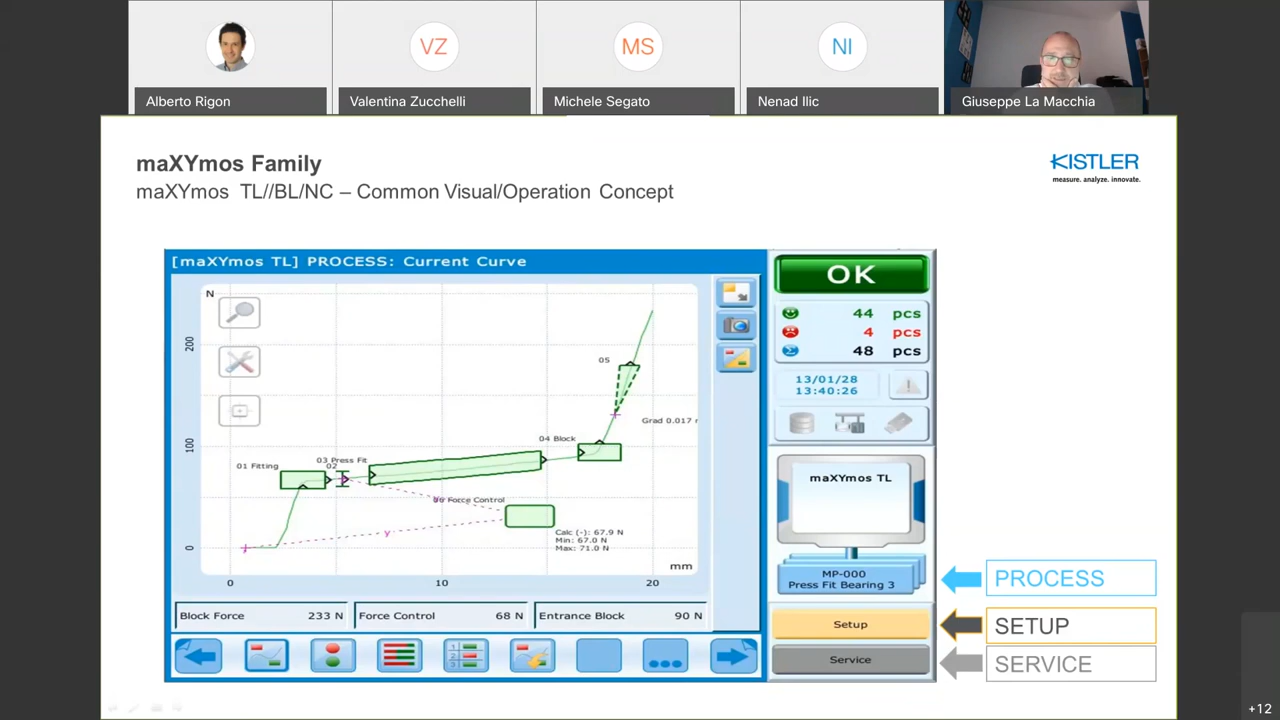 VZ
MS
NI
Alberto Rigon
Valentina Zucchelli
Michele Segato
Nenad Ilic
Giuseppe La Macchia
maXYmos Family
maXYmos TL//BL/NC – Common Visual/Operation Concept
KISTLER
measure. analyze. innovate.
[maXYmos TL] PROCESS: Current Curve
OK
N
200
100
0
05
Grad 0.017
04 Block
03 Press Fit
01 Fitting
02
Force Control
y
Calc (-): 67.9 N
Min: 67.0 N
Max: 71.0 N
mm
0
10
20
44 pcs
4 pcs
48 pcs
13/01/28
13:40:26
maXYmos TL
MP-000
Press Fit Bearing 3
Block Force 233 N
Force Control 68 N
Entrance Block 90 N
Setup
Service
PROCESS
SETUP
SERVICE
+12